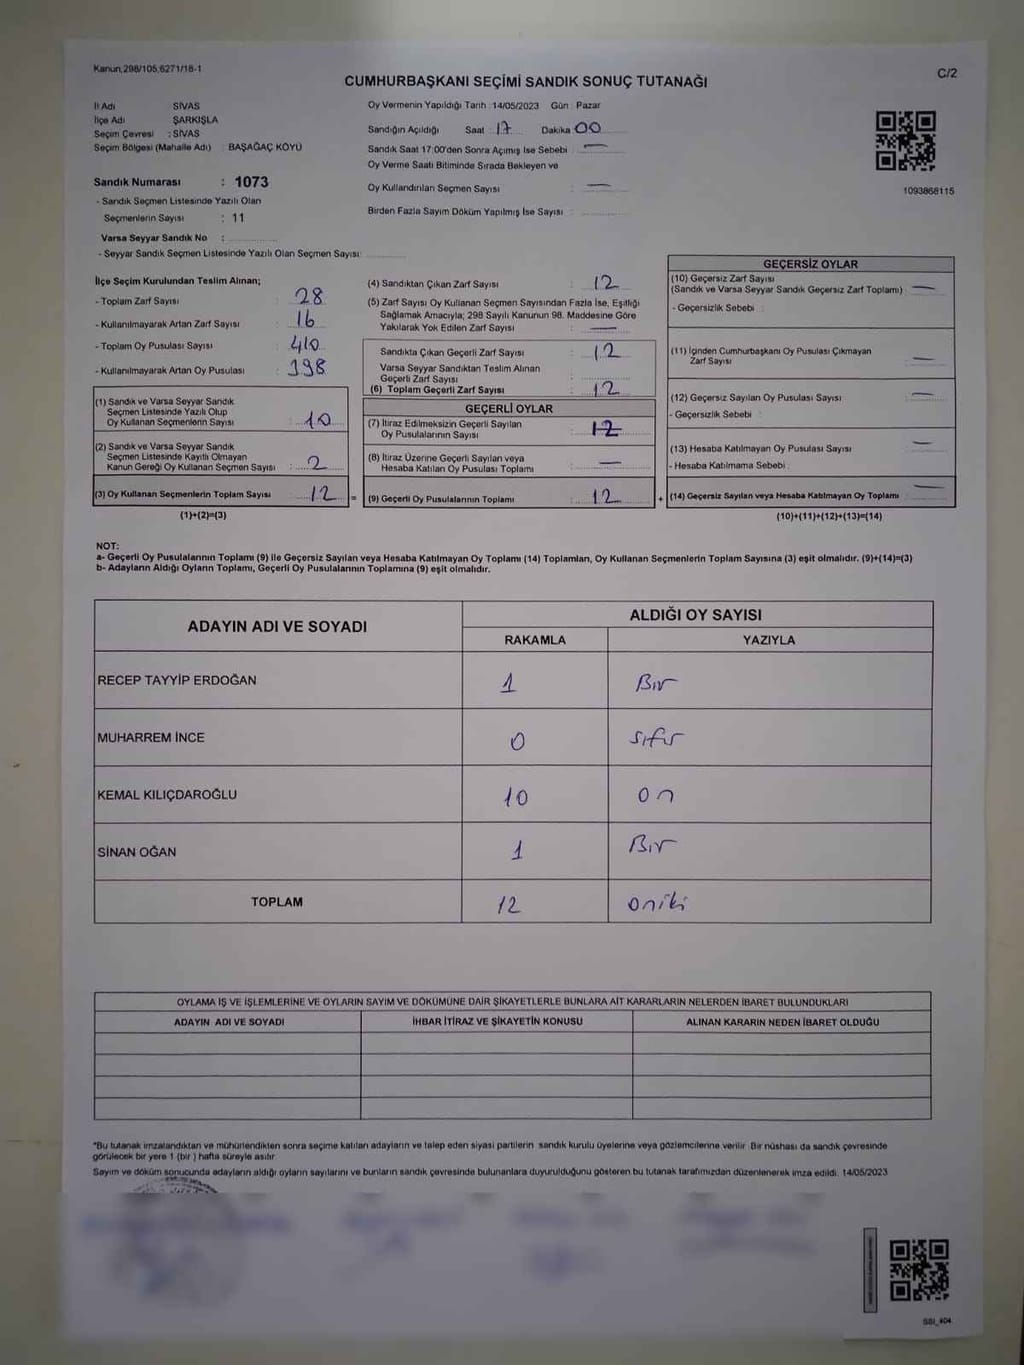 Kanun,298/105,6271/18-1
C/2
CUMHURBAŞKANI SEÇİMİ SANDIK SONUÇ TUTANAĞI
İl Adı SİVAS
İlçe Adı ŞARKIŞLA
Seçim Çevresi : SİVAS
Seçim Bölgesi (Mahalle Adı) : BAŞAĞAÇ KÖYÜ
Sandık Numarası : 1073
- Sandık Seçmen Listesinde Yazılı Olan
Seçmenlerin Sayısı : 11
Varsa Seyyar Sandık No :
- Seyyar Sandık Seçmen Listesinde Yazılı Olan Seçmen Sayısı:
Oy Vermenin Yapıldığı Tarih : 14/05/2023 Gün : Pazar
Sandığın Açıldığı Saat : 17 Dakika : 00
Sandık Saat 17:00'den Sonra Açımış İse Sebebi : —
Oy Verme Saati Bitiminde Sırada Bekleyen ve
Oy Kullandırılan Seçmen Sayısı : —
Birden Fazla Sayım Döküm Yapılmış İse Sayısı :
1093868115
İlçe Seçim Kurulundan Teslim Alınan;
- Toplam Zarf Sayısı : 28
- Kullanılmayarak Artan Zarf Sayısı : 16
- Toplam Oy Pusulası Sayısı : 410
- Kullanılmayarak Artan Oy Pusulası : 398
(1) Sandık ve Varsa Seyyar Sandık
Seçmen Listesinde Yazılı Olup
Oy Kullanan Seçmenlerin Sayısı : 10
(2) Sandık ve Varsa Seyyar Sandık
Seçmen Listesinde Kayıtlı Olmayan
Kanun Gereği Oy Kullanan Seçmen Sayısı : 2
(3) Oy Kullanan Seçmenlerin Toplam Sayısı : 12 =
(1)+(2)=(3)
(4) Sandıktan Çıkan Zarf Sayısı : 12
(5) Zarf Sayısı Oy Kullanan Seçmen Sayısından Fazla İse, Eşitliği
Sağlamak Amacıyla; 298 Sayılı Kanunun 98. Maddesine Göre
Yakılarak Yok Edilen Zarf Sayısı : —
Sandıkta Çıkan Geçerli Zarf Sayısı : 12
Varsa Seyyar Sandıktan Teslim Alınan
Geçerli Zarf Sayısı :
(6) Toplam Geçerli Zarf Sayısı : 12
GEÇERLİ OYLAR
(7) İtiraz Edilmeksizin Geçerli Sayılan
Oy Pusulalarının Sayısı : 12
(8) İtiraz Üzerine Geçerli Sayılan veya
Hesaba Katılan Oy Pusulası Toplamı : —
(9) Geçerli Oy Pusulalarının Toplamı : 12 +
GEÇERSİZ OYLAR
(10) Geçersiz Zarf Sayısı
(Sandık ve Varsa Seyyar Sandık Geçersiz Zarf Toplamı) : —
- Geçersizlik Sebebi :
(11) İçinden Cumhurbaşkanı Oy Pusulası Çıkmayan
Zarf Sayısı : —
(12) Geçersiz Sayılan Oy Pusulası Sayısı : —
- Geçersizlik Sebebi :
(13) Hesaba Katılmayan Oy Pusulası Sayısı : —
- Hesaba Katılmama Sebebi :
(14) Geçersiz Sayılan veya Hesaba Katılmayan Oy Toplamı : —
(10)+(11)+(12)+(13)=(14)
NOT:
a- Geçerli Oy Pusulalarının Toplamı (9) ile Geçersiz Sayılan veya Hesaba Katılmayan Oy Toplamı (14) Toplamları, Oy Kullanan Seçmenlerin Toplam Sayısına (3) eşit olmalıdır. (9)+(14)=(3)
b- Adayların Aldığı Oyların Toplamı, Geçerli Oy Pusulalarının Toplamına (9) eşit olmalıdır.
ADAYIN ADI VE SOYADI ALDIĞI OY SAYISI
RAKAMLA YAZIYLA
RECEP TAYYİP ERDOĞAN 1 Bir
MUHARREM İNCE 0 sıfır
KEMAL KILIÇDAROĞLU 10 on
SİNAN OĞAN 1 Bir
TOPLAM 12 oniki
OYLAMA İŞ VE İŞLEMLERİNE VE OYLARIN SAYIM VE DÖKÜMÜNE DAİR ŞİKAYETLERLE BUNLARA AİT KARARLARIN NELERDEN İBARET BULUNDUKLARI
ADAYIN ADI VE SOYADI İHBAR İTİRAZ VE ŞİKAYETİN KONUSU ALINAN KARARIN NEDEN İBARET OLDUĞU
*Bu tutanak imzalandıktan ve mühürlendikten sonra seçime katılan adayların ve talep eden siyasi partilerin sandık kurulu üyelerine veya gözlemcilerine verilir. Bir nüshası da sandık çevresinde
görülecek bir yere 1 (bir) hafta süreyle asılır.
Sayım ve döküm sonucunda adayların aldığı oyların sayılarını ve bunların sandık çevresinde bulunanlara duyurulduğunu gösteren bu tutanak tarafımızdan düzenlenerek imza edildi. 14/05/2023
SSI_404